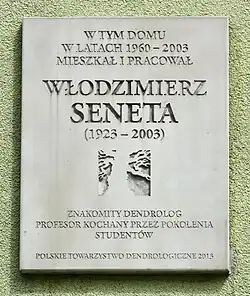 W TYM DOMU
W LATACH 1960 – 2003
MIESZKAŁ I PRACOWAŁ
WŁODZIMIERZ
SENETA
(1923 – 2003)
ZNAKOMITY DENDROLOG
PROFESOR KOCHANY PRZEZ POKOLENIA
STUDENTÓW
POLSKIE TOWARZYSTWO DENDROLOGICZNE 2013